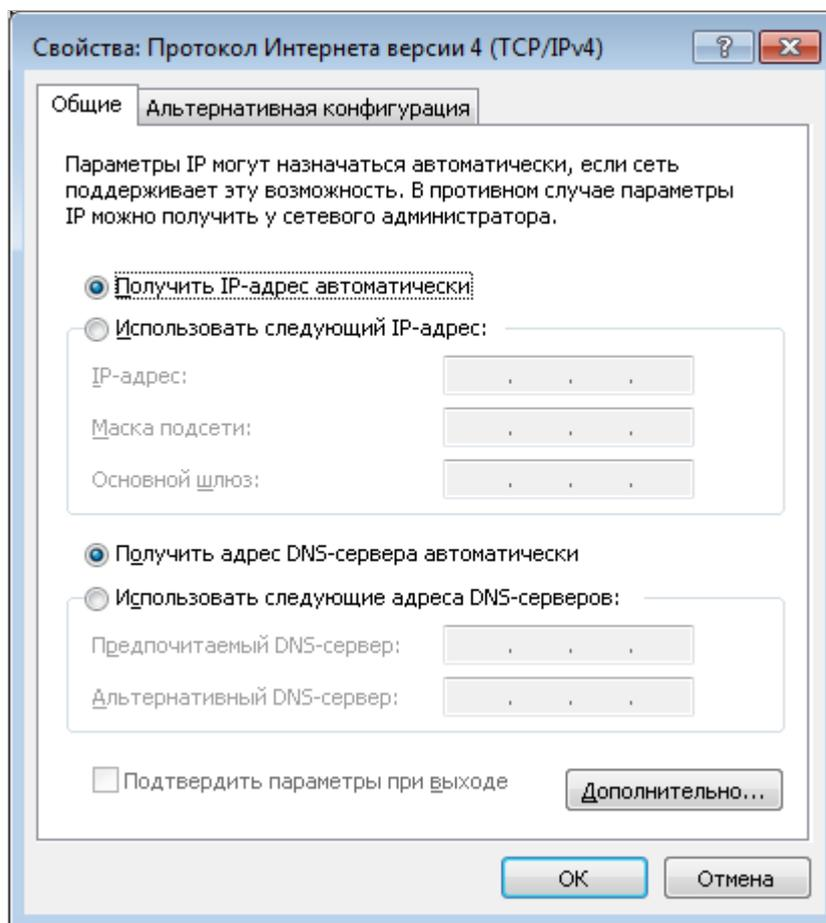 Свойства: Протокол Интернета версии 4 (TCP/IPv4)
?
Общие
Альтернативная конфигурация
Параметры IP могут назначаться автоматически, если сеть
поддерживает эту возможность. В противном случае параметры
IP можно получить у сетевого администратора.
Получить IP-адрес автоматически
Использовать следующий IP-адрес:
IP-адрес:
. . .
Маска подсети:
. . .
Основной шлюз:
. . .
Получить адрес DNS-сервера автоматически
Использовать следующие адреса DNS-серверов:
Предпочитаемый DNS-сервер:
. . .
Альтернативный DNS-сервер:
. . .
Подтвердить параметры при выходе
Дополнительно...
ОК
Отмена